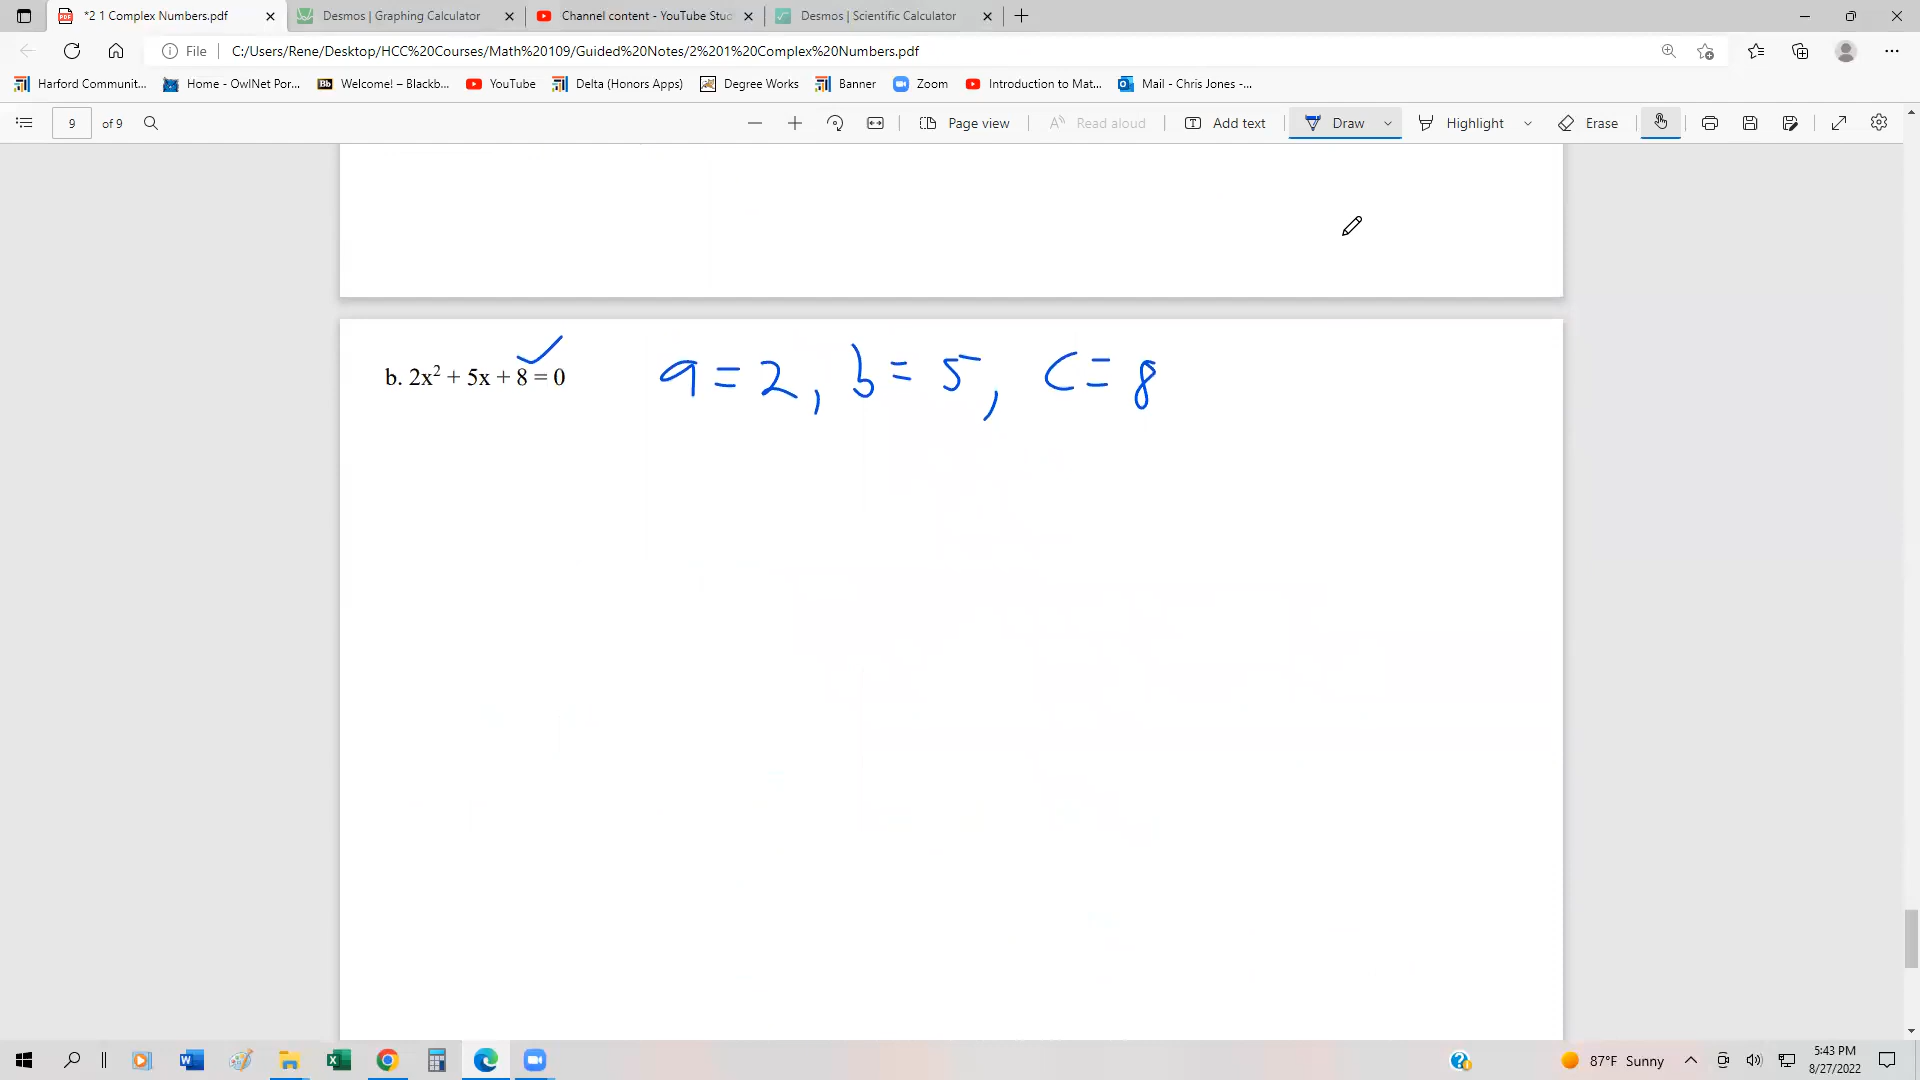 *2 1 Complex Numbers.pdf
Desmos | Graphing Calculator
Channel content - YouTube Stu
Desmos | Scientific Calculator
File
C:/Users/Rene/Desktop/HCC%20Courses/Math%20109/Guided%20Notes/2%201%20Complex%20Numbers.pdf
Harford Communit...
Home - OwlNet Por...
Bb Welcome! – Blackb...
YouTube
Delta (Honors Apps)
Degree Works
Banner
Zoom
Introduction to Mat...
Mail - Chris Jones -...
9 of 9
Page view
Read aloud
Add text
Draw
Highlight
Erase
b. 2x² + 5x + 8 = 0
a = 2, b = 5, c = 8
87°F Sunny
5:43 PM
8/27/2022